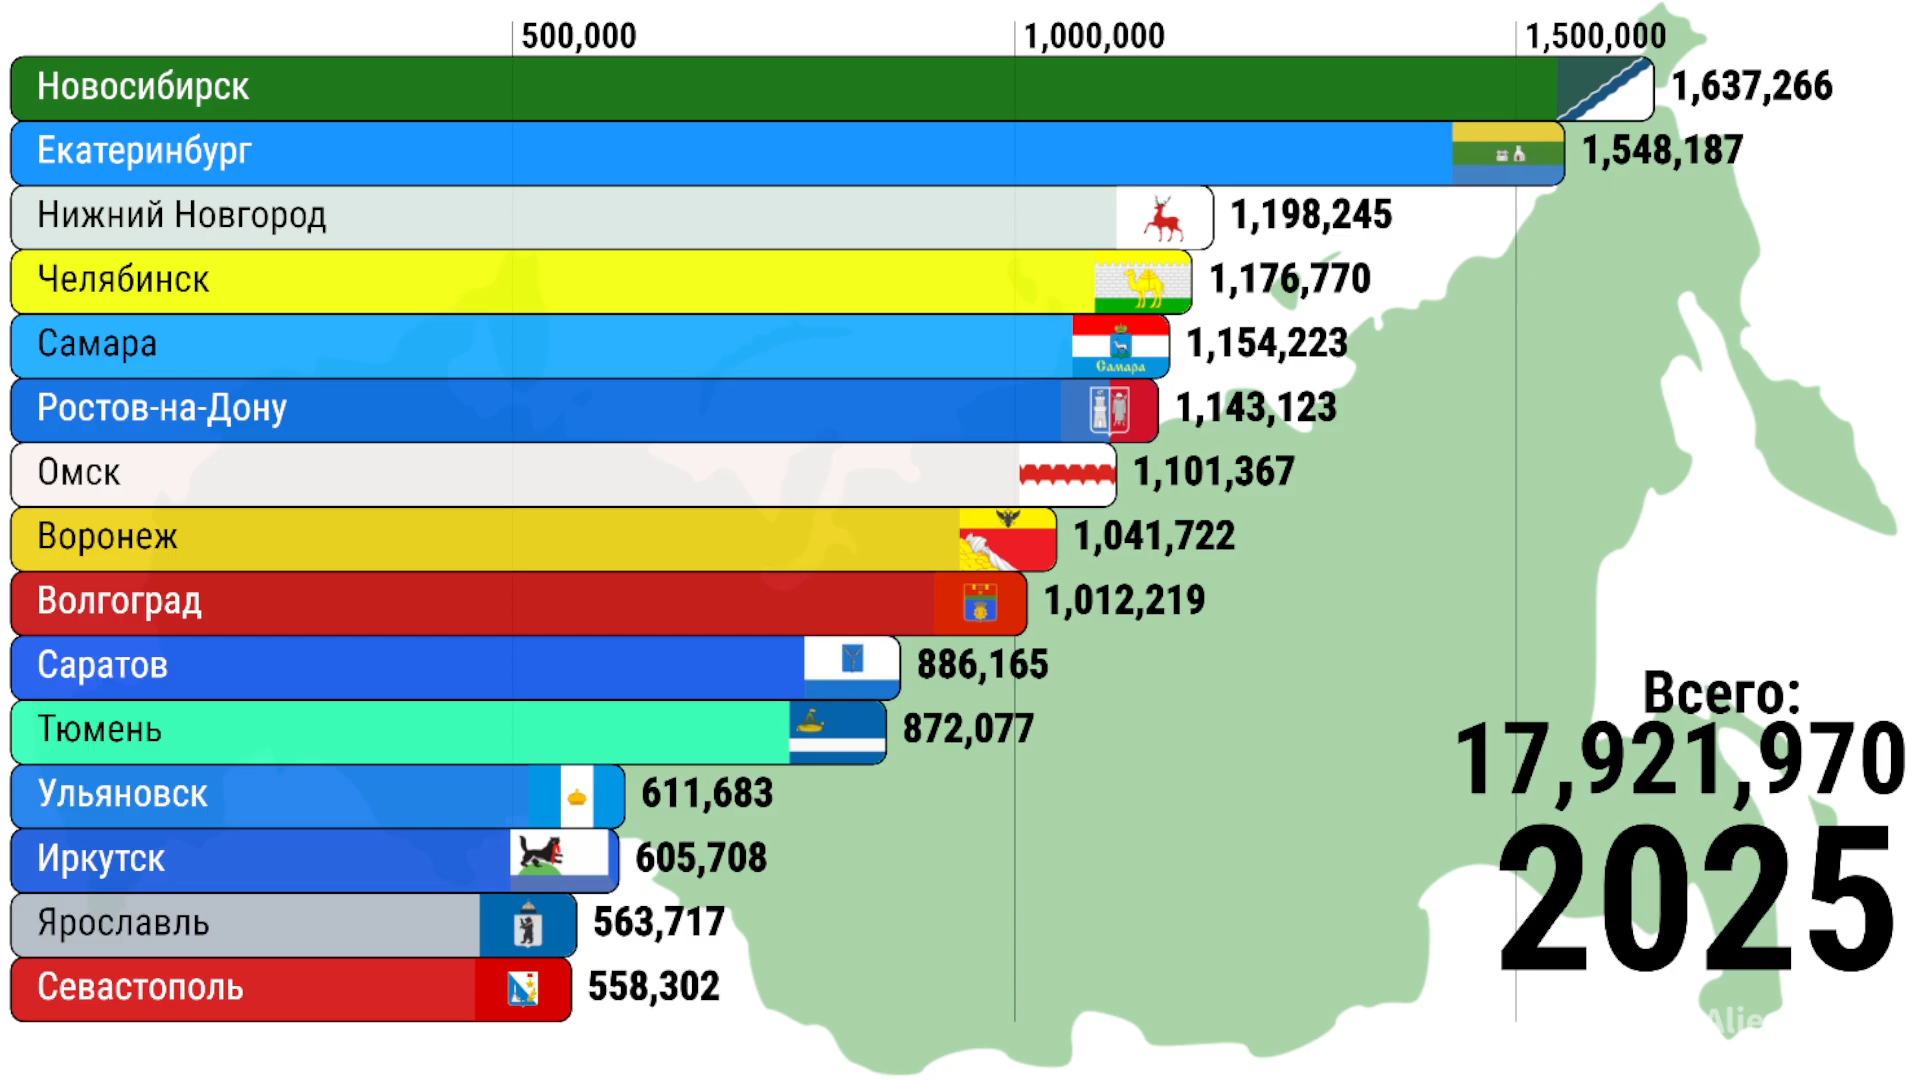 500,000 1,000,000 1,500,000
Новосибирск 1,637,266
Екатеринбург 1,548,187
Нижний Новгород 1,198,245
Челябинск 1,176,770
Самара Самара 1,154,223
Ростов-на-Дону 1,143,123
Омск 1,101,367
Воронеж 1,041,722
Волгоград 1,012,219
Саратов 886,165
Тюмень 872,077
Ульяновск 611,683
Иркутск 605,708
Ярославль 563,717
Севастополь 558,302
Всего:
17,921,970
2025